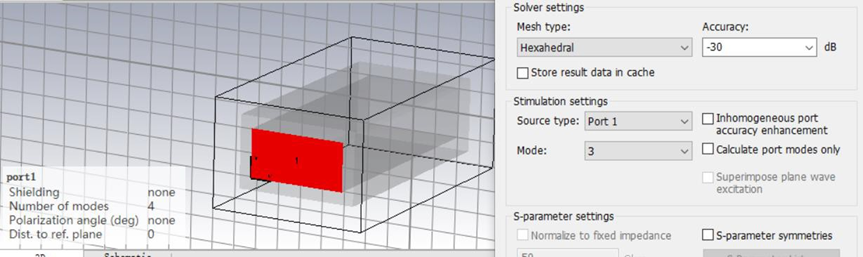 port1
Shielding none
Number of modes 4
Polarization angle (deg) none
Dist. to ref. plane 0
1
Solver settings
Mesh type: Accuracy:
Hexahedral -30 dB
Store result data in cache
Stimulation settings
Source type: Port 1
Inhomogeneous port
accuracy enhancement
Mode: 3
Calculate port modes only
Superimpose plane wave
excitation
S-parameter settings
Normalize to fixed impedance
S-parameter symmetries